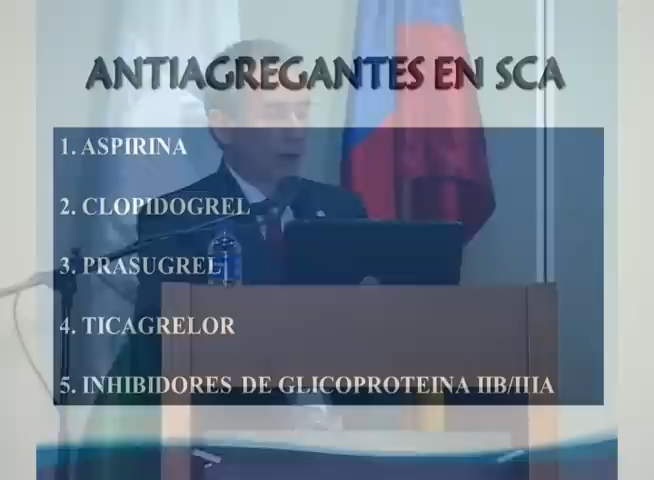 ANTIAGREGANTES EN SCA
1. ASPIRINA
2. CLOPIDOGREL
3. PRASUGREL
4. TICAGRELOR
5. INHIBIDORES DE GLICOPROTEINA IIB/IIIA